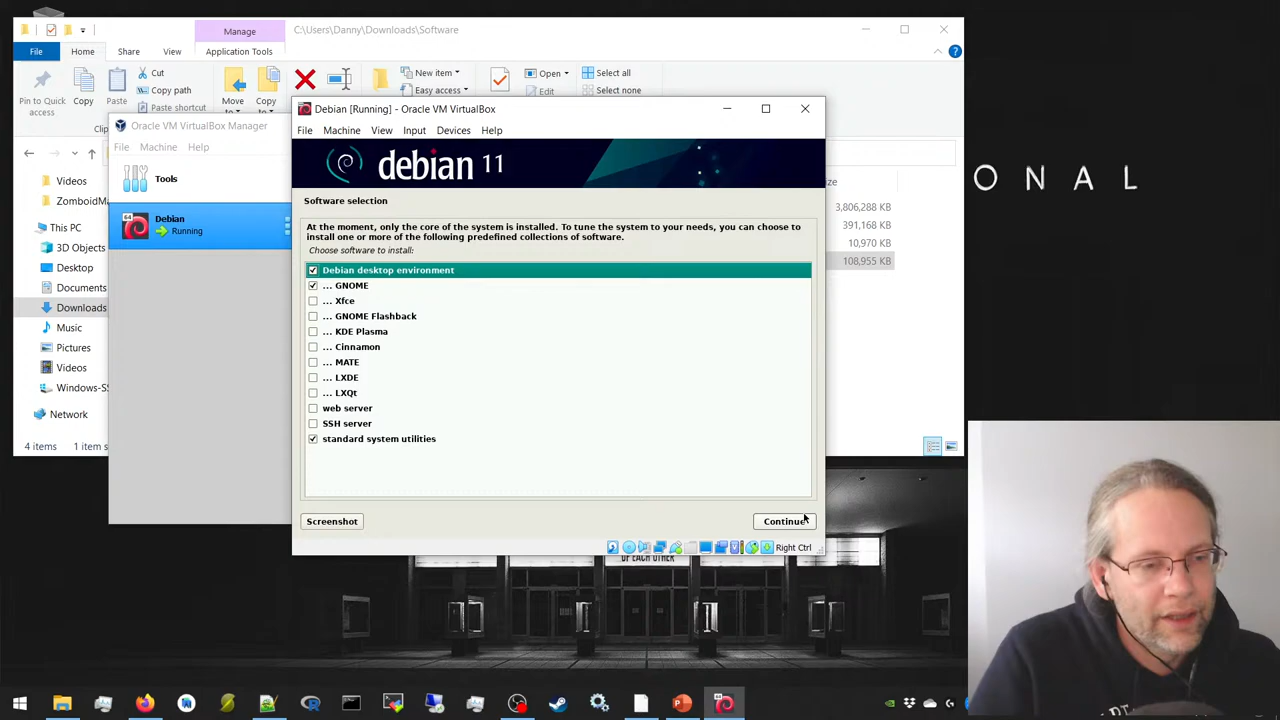 Manage
C:\Users\Danny\Downloads\Software
File
Home
Share
View
Application Tools
Pin to Quick
access
Copy
Paste
Cut
Copy path
Paste shortcut
Move
to
Copy
to
New item
Easy access
Open
Edit
Select all
Select none
Oracle VM VirtualBox Manager
File
Machine
Help
Tools
Debian
64
Running
Videos
This PC
3D Objects
Desktop
Documents
Downloads
Music
Pictures
Videos
Network
4 items
3,806,288 KB
391,168 KB
10,970 KB
108,955 KB
Debian [Running] - Oracle VM VirtualBox
File
Machine
View
Input
Devices
Help
debian 11
Software selection
At the moment, only the core of the system is installed. To tune the system to your needs, you can choose to
install one or more of the following predefined collections of software.
Choose software to install:
Debian desktop environment
... GNOME
... Xfce
... GNOME Flashback
... KDE Plasma
... Cinnamon
... MATE
... LXDE
... LXQt
web server
SSH server
standard system utilities
Screenshot
Continue
Right Ctrl
O N A L
OF EACH OTHER